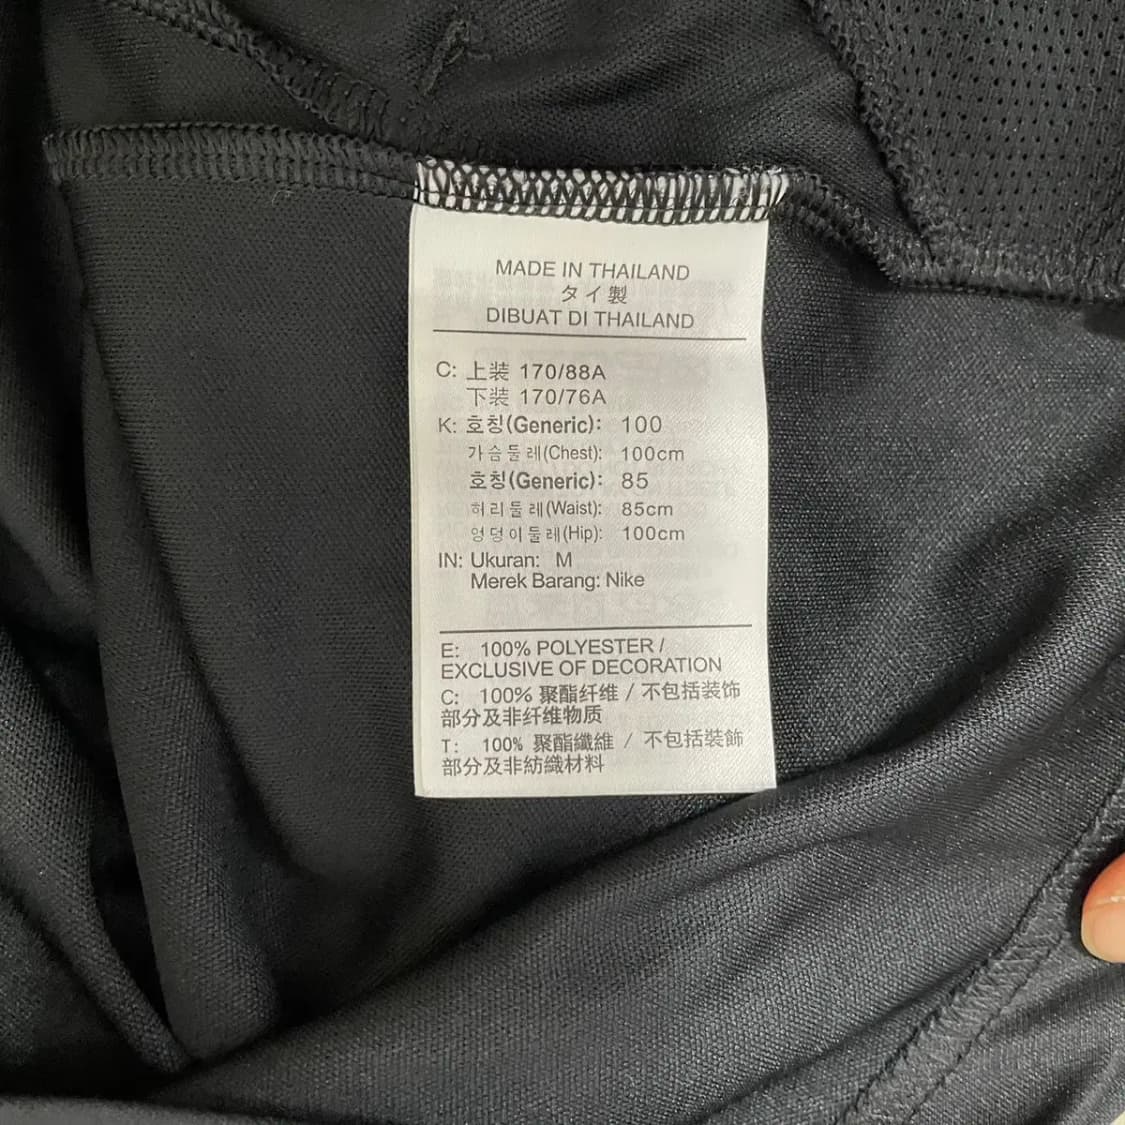 MADE IN THAILAND
タイ製
DIBUAT DI THAILAND
C: 上装 170/88A
下装 170/76A
K: 호칭(Generic): 100
가슴둘레(Chest): 100cm
호칭(Generic): 85
허리둘레(Waist): 85cm
엉덩이둘레(Hip): 100cm
IN: Ukuran: M
Merek Barang: Nike
E: 100% POLYESTER /
EXCLUSIVE OF DECORATION
C: 100% 聚酯纤维 / 不包括装饰
部分及非纤维物质
T: 100% 聚酯纖維 / 不包括裝飾
部分及非紡織材料